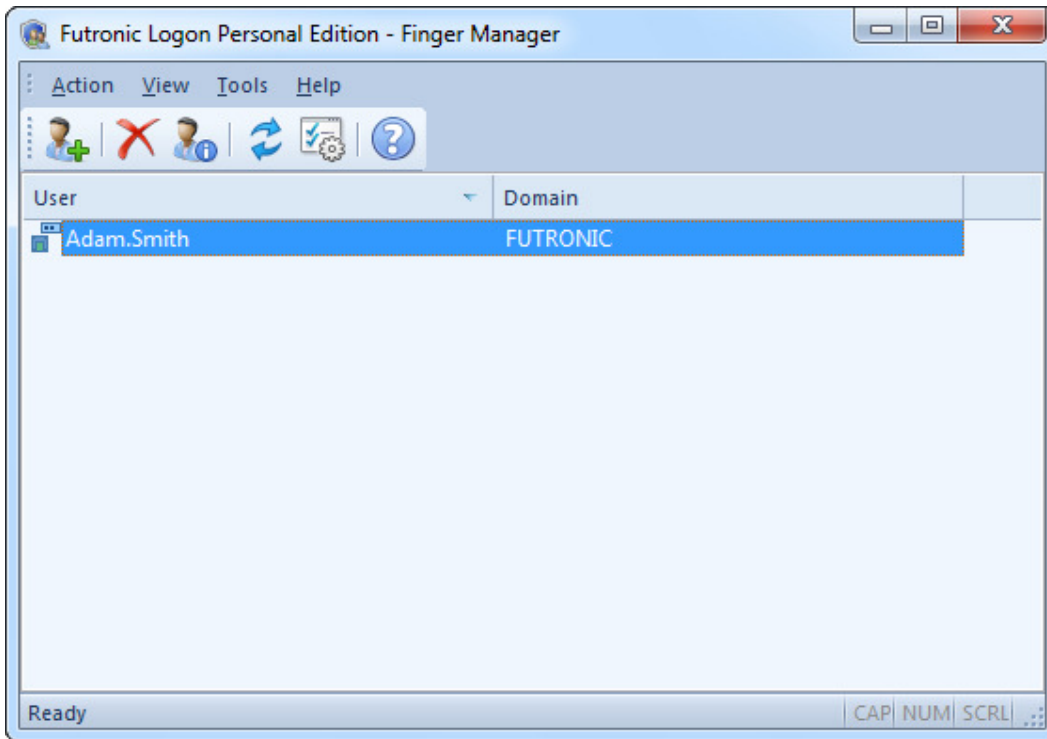 Futronic Logon Personal Edition - Finger Manager
Action View Tools Help
User Domain
Adam.Smith FUTRONIC
Ready CAP NUM SCRL